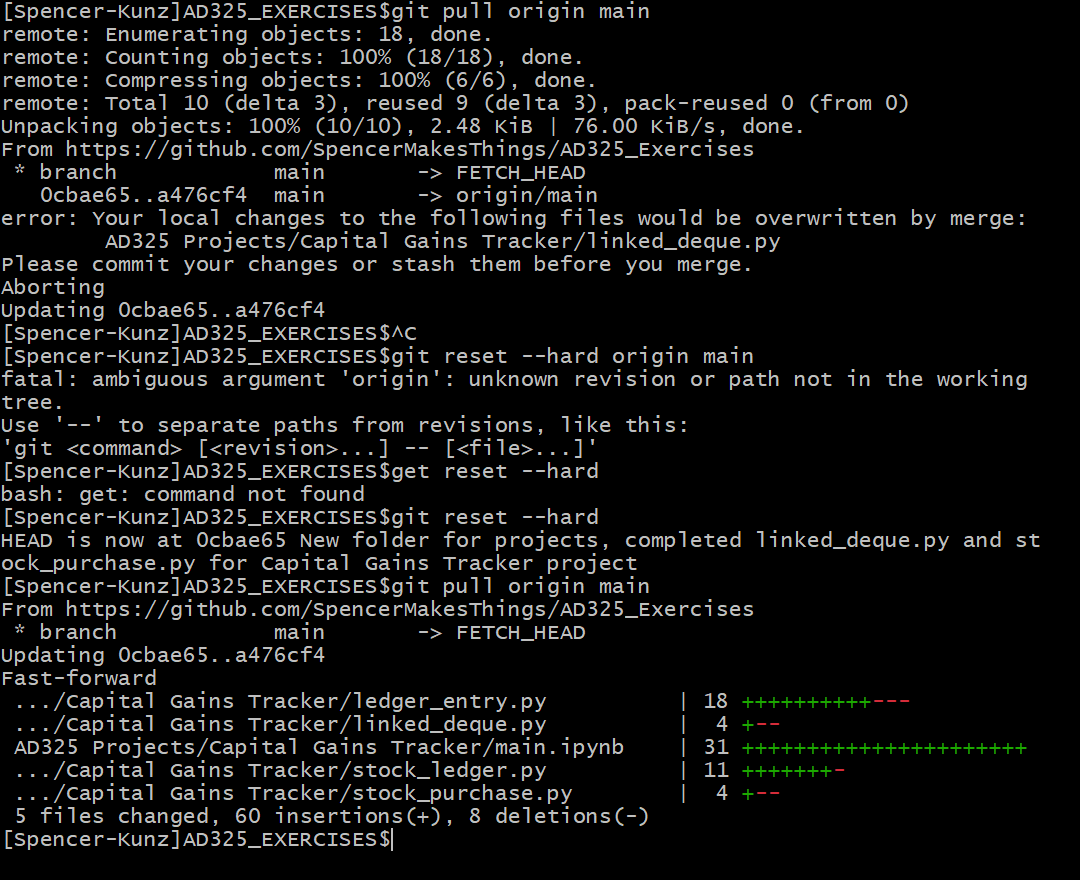 [Spencer-Kunz]AD325_EXERCISES$git pull origin main
remote: Enumerating objects: 18, done.
remote: Counting objects: 100% (18/18), done.
remote: Compressing objects: 100% (6/6), done.
remote: Total 10 (delta 3), reused 9 (delta 3), pack-reused 0 (from 0)
Unpacking objects: 100% (10/10), 2.48 KiB | 76.00 KiB/s, done.
From https://github.com/SpencerMakesThings/AD325_Exercises
 * branch            main       -> FETCH_HEAD
   0cbae65..a476cf4  main       -> origin/main
error: Your local changes to the following files would be overwritten by merge:
        AD325 Projects/Capital Gains Tracker/linked_deque.py
Please commit your changes or stash them before you merge.
Aborting
Updating 0cbae65..a476cf4
[Spencer-Kunz]AD325_EXERCISES$^C
[Spencer-Kunz]AD325_EXERCISES$git reset --hard origin main
fatal: ambiguous argument 'origin': unknown revision or path not in the working
tree.
Use '--' to separate paths from revisions, like this:
'git <command> [<revision>...] -- [<file>...]'
[Spencer-Kunz]AD325_EXERCISES$get reset --hard
bash: get: command not found
[Spencer-Kunz]AD325_EXERCISES$git reset --hard
HEAD is now at 0cbae65 New folder for projects, completed linked_deque.py and st
ock_purchase.py for Capital Gains Tracker project
[Spencer-Kunz]AD325_EXERCISES$git pull origin main
From https://github.com/SpencerMakesThings/AD325_Exercises
 * branch            main       -> FETCH_HEAD
Updating 0cbae65..a476cf4
Fast-forward
 .../Capital Gains Tracker/ledger_entry.py          | 18 ++++++++++---
 .../Capital Gains Tracker/linked_deque.py          |  4 +--
 AD325 Projects/Capital Gains Tracker/main.ipynb    | 31 ++++++++++++++++++++++
 .../Capital Gains Tracker/stock_ledger.py          | 11 +++++++-
 .../Capital Gains Tracker/stock_purchase.py        |  4 +--
 5 files changed, 60 insertions(+), 8 deletions(-)
[Spencer-Kunz]AD325_EXERCISES$